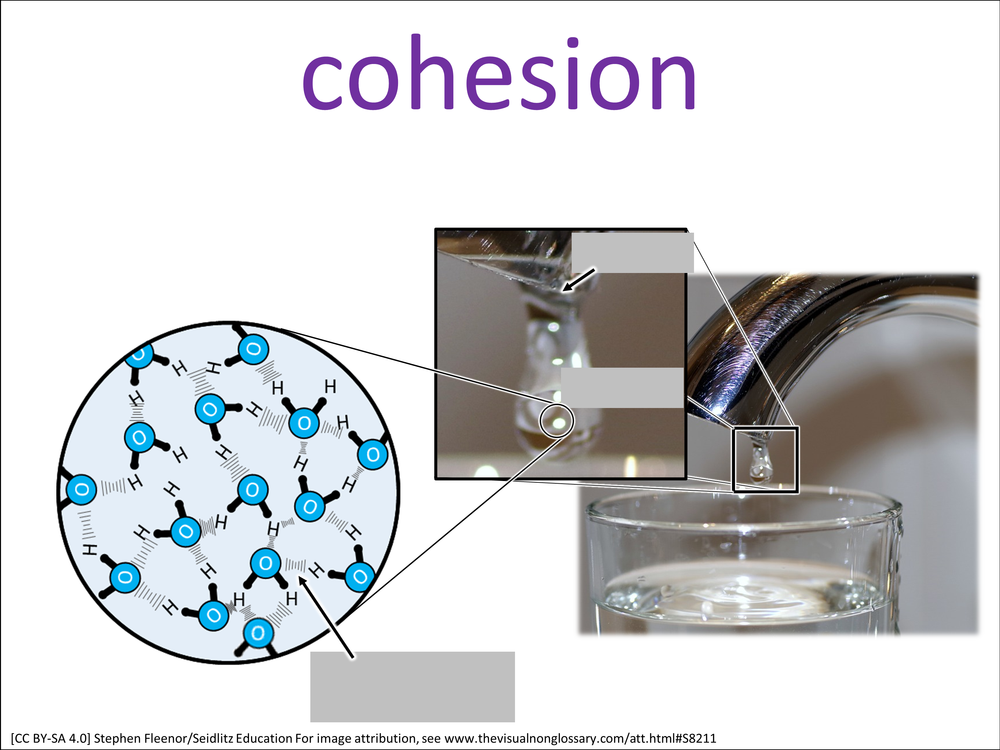 cohesion
O
O
H
H
H
H
H
O
H
O
H
H
O
O
H
H
O
H
O
H
O
H
H
O
H
H
O
H
H
H
O
H
H
O
O
H
O
H
H
H
O
O
[CC BY-SA 4.0] Stephen Fleenor/Seidlitz Education For image attribution, see www.thevisualnonglossary.com/att.html#S8211